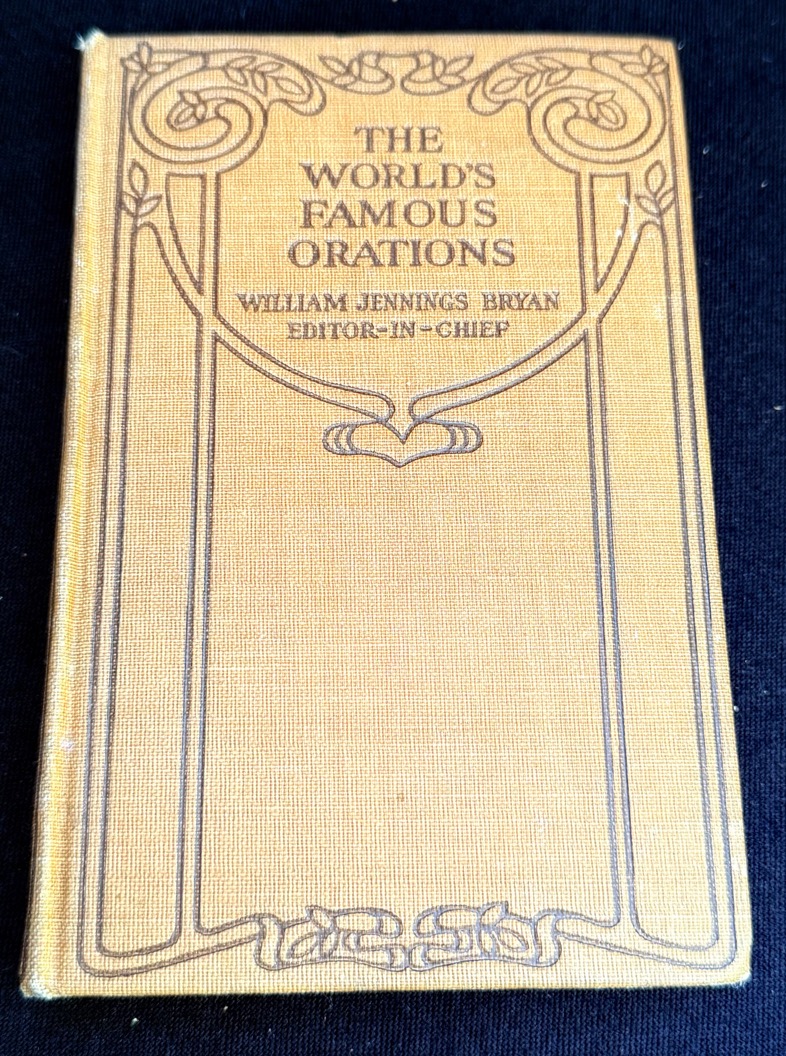 THE
WORLD'S
FAMOUS
ORATIONS
WILLIAM JENNINGS BRYAN
EDITOR-IN-CHIEF